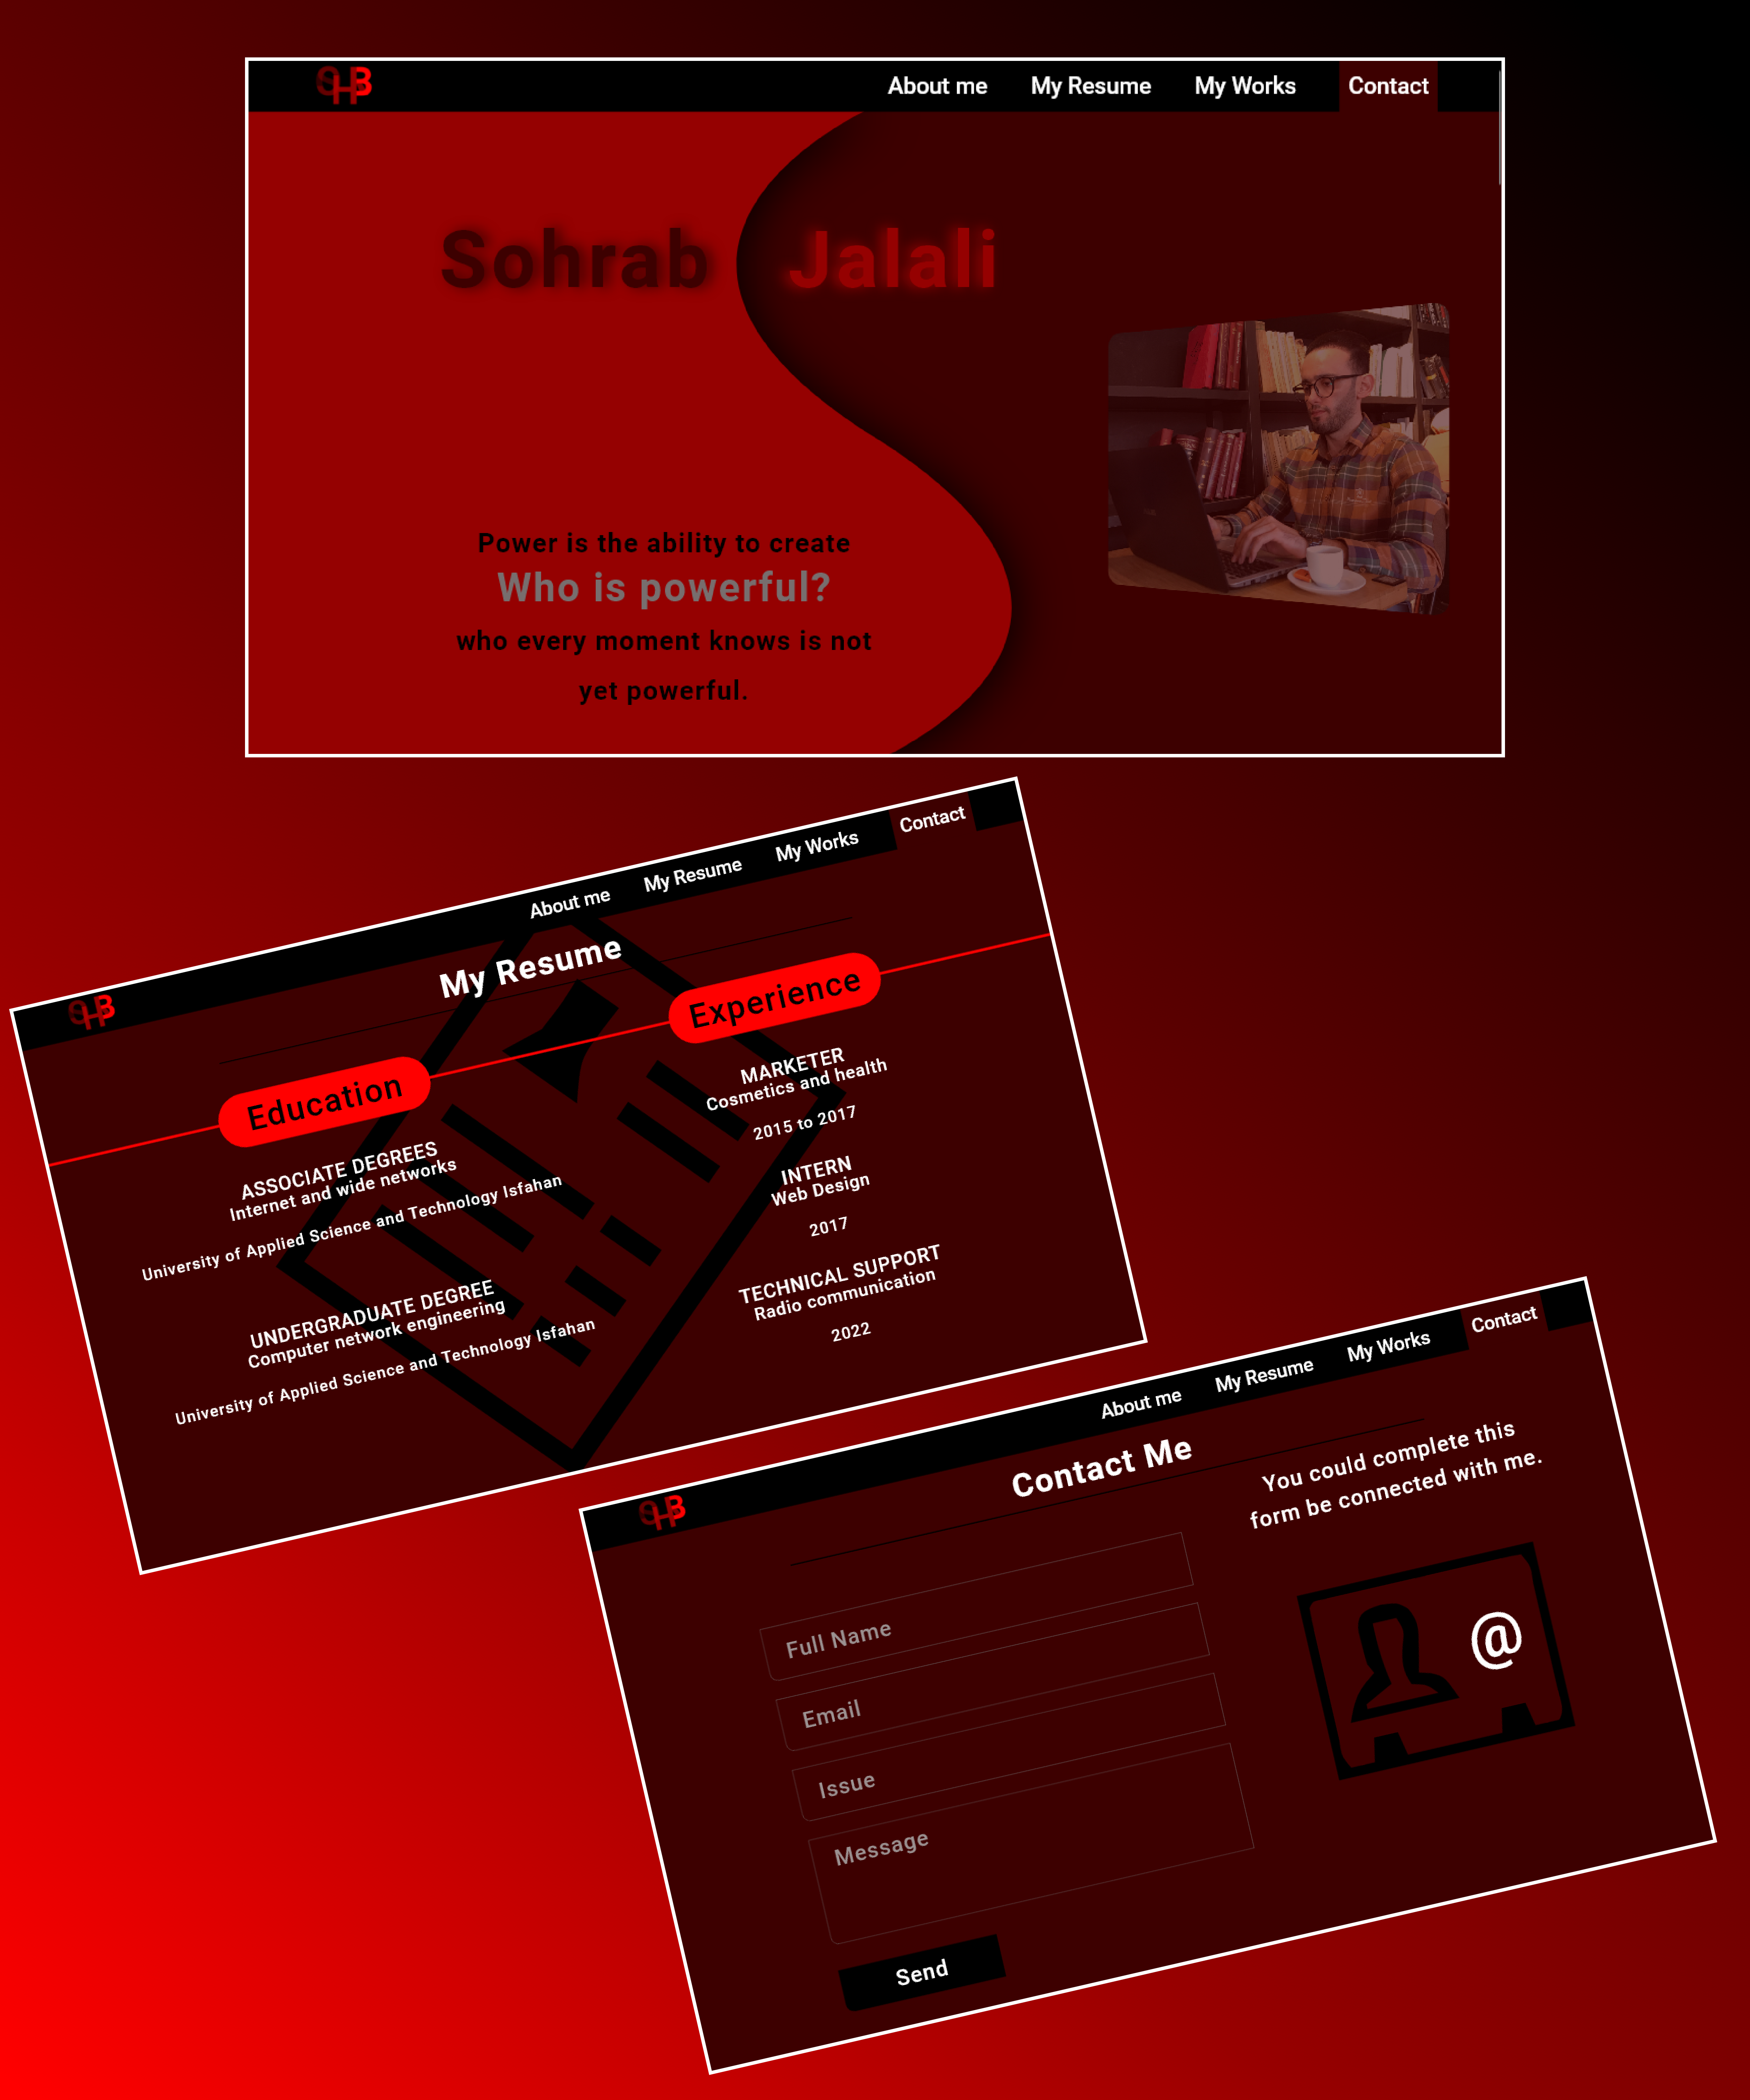 SHB
About me My Resume My Works Contact
Sohrab Jalali
Power is the ability to create
Who is powerful?
who every moment knows is not
yet powerful.
SHB
About me My Resume My Works Contact
My Resume
Education
ASSOCIATE DEGREES
Internet and wide networks
University of Applied Science and Technology Isfahan
UNDERGRADUATE DEGREE
Computer network engineering
University of Applied Science and Technology Isfahan
Experience
MARKETER
Cosmetics and health
2015 to 2017
INTERN
Web Design
2017
TECHNICAL SUPPORT
Radio communication
2022
SHB
About me My Resume My Works Contact
Contact Me
Full Name
Email
Issue
Message
Send
You could complete this
form be connected with me.
@